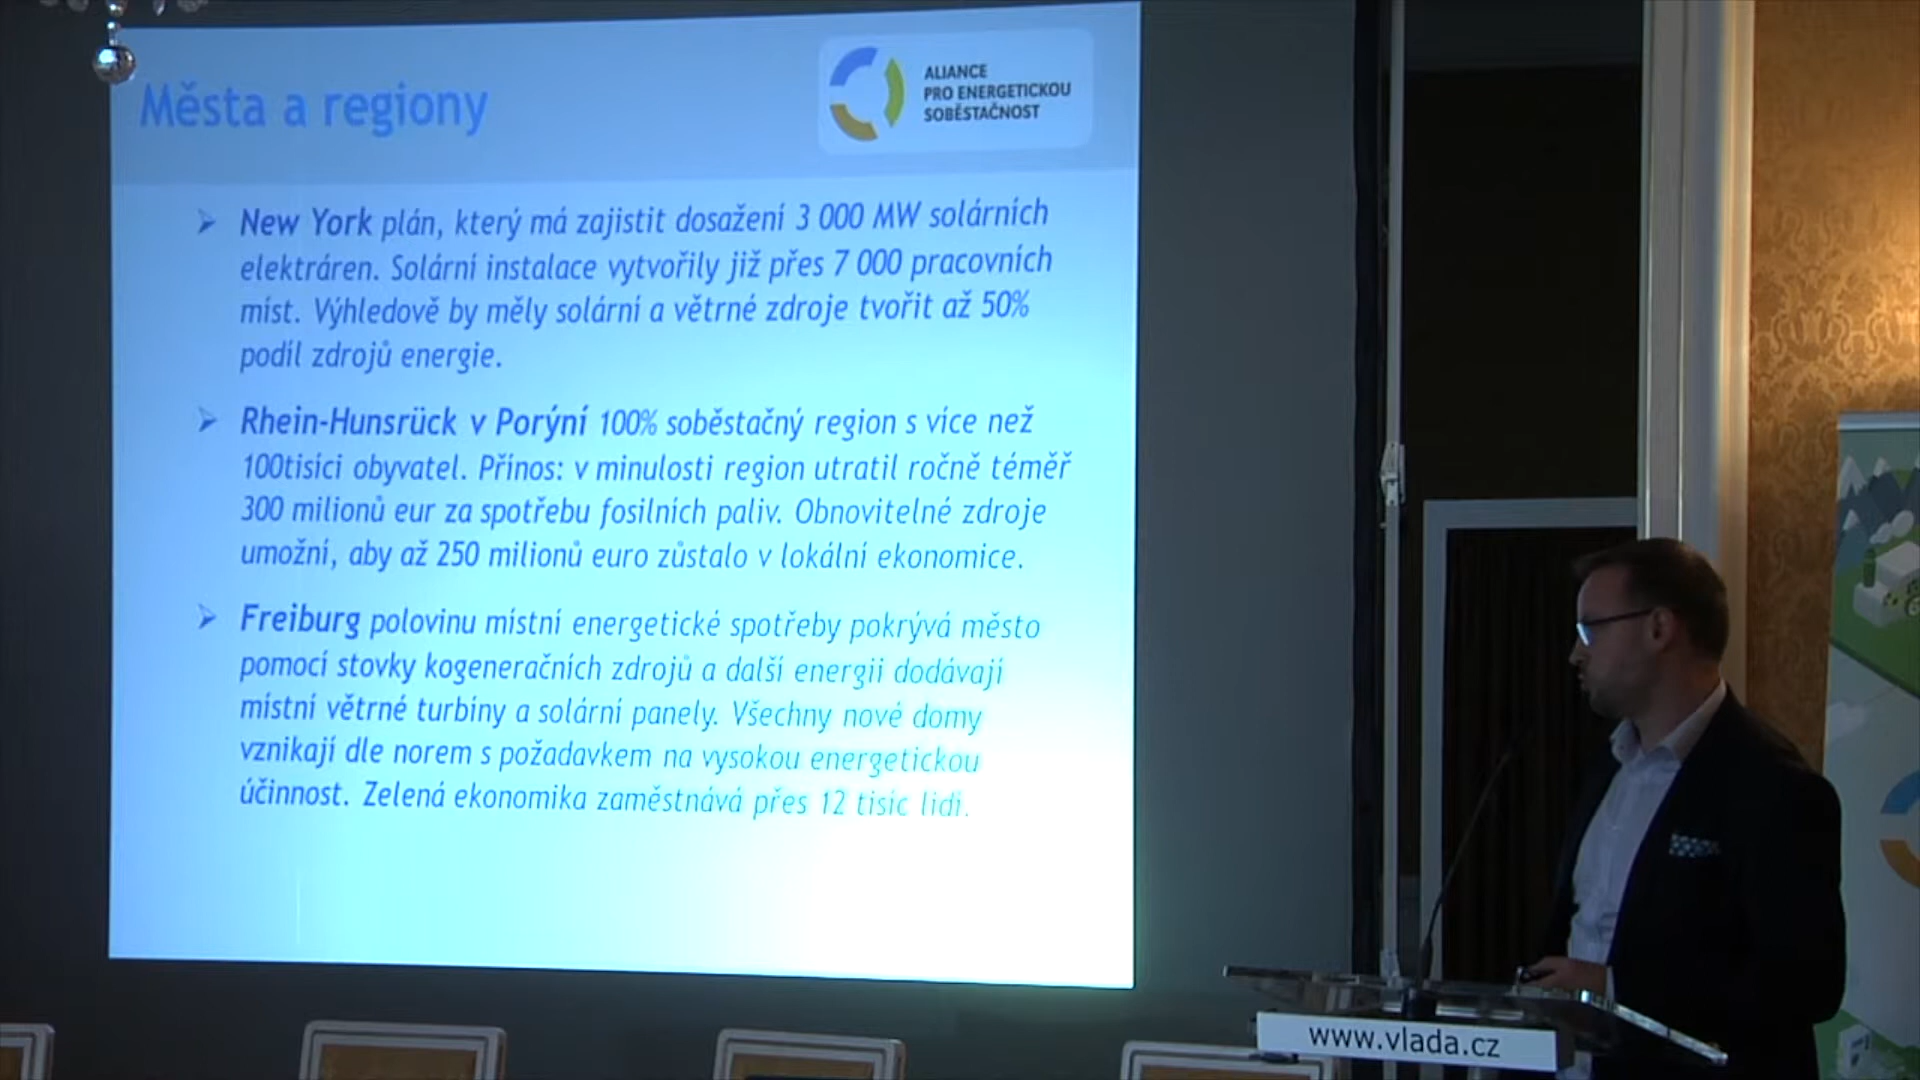 Města a regiony
ALIANCE
PRO ENERGETICKOU
SOBĚSTAČNOST
New York plán, který má zajistit dosažení 3 000 MW solárních
elektráren. Solární instalace vytvořily již přes 7 000 pracovních
míst. Výhledově by měly solární a větrné zdroje tvořit až 50%
podíl zdrojů energie.
Rhein-Hunsrück v Porýní 100% soběstačný region s více než
100tisíci obyvatel. Přínos: v minulosti region utratil ročně téměř
300 milionů eur za spotřebu fosilních paliv. Obnovitelné zdroje
umožní, aby až 250 milionů euro zůstalo v lokální ekonomice.
Freiburg polovinu místní energetické spotřeby pokrývá město
pomocí stovky kogeneračních zdrojů a další energii dodávají
místní větrné turbíny a solární panely. Všechny nové domy
vznikají dle norem s požadavkem na vysokou energetickou
účinnost. Zelená ekonomika zaměstnává přes 12 tisíc lidí.
www.vlada.cz